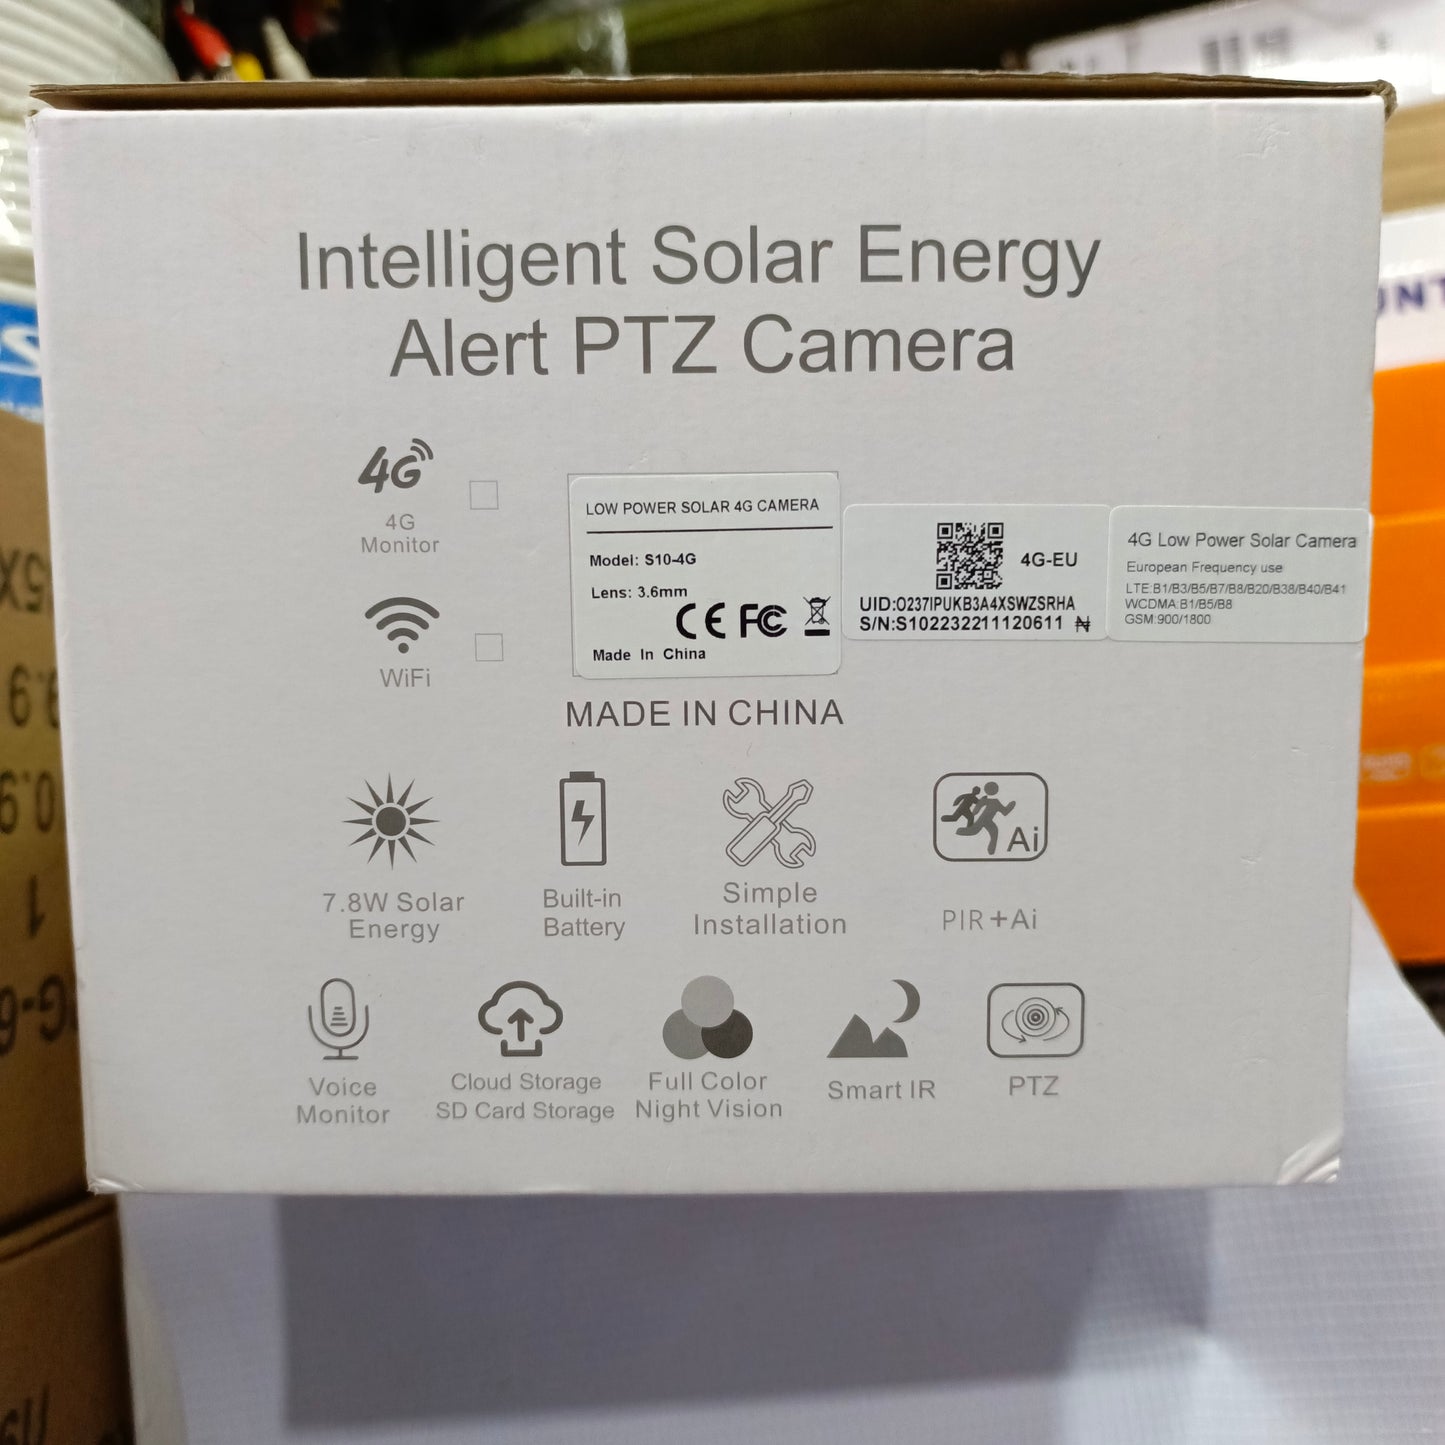 Intelligent Solar Energy
Alert PTZ Camera
4G
4G
Monitor
WiFi
LOW POWER SOLAR 4G CAMERA
Model: S10-4G
Lens: 3.6mm
CE FC
Made In China
4G-EU
UID:O237IPUKB3A4XSWZSRHA
S/N:S102232211120611 ₦
4G Low Power Solar Camera
European Frequency use
LTE:B1/B3/B5/B7/B8/B20/B38/B40/B41
WCDMA:B1/B5/B8
GSM:900/1800
MADE IN CHINA
7.8W Solar
Energy
Built-in
Battery
Simple
Installation
Ai
PIR+Ai
Voice
Monitor
Cloud Storage
SD Card Storage
Full Color
Night Vision
Smart IR
PTZ